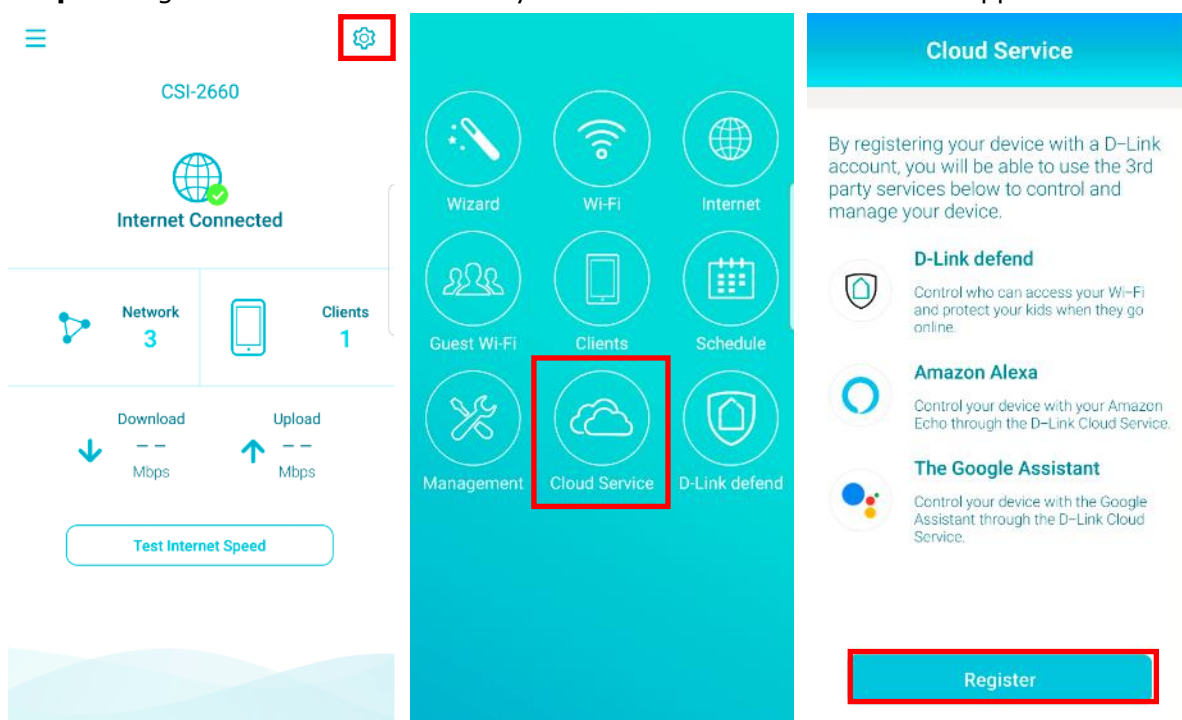 CSI-2660
Internet Connected
Network
3
Clients
1
Download
– –
Mbps
Upload
– –
Mbps
Test Internet Speed
Wizard
Wi-Fi
Internet
Guest Wi-Fi
Clients
Schedule
Management
Cloud Service
D-Link defend
Cloud Service
By registering your device with a D-Link
account, you will be able to use the 3rd
party services below to control and
manage your device.
D-Link defend
Control who can access your Wi-Fi
and protect your kids when they go
online.
Amazon Alexa
Control your device with your Amazon
Echo through the D-Link Cloud Service.
The Google Assistant
Control your device with the Google
Assistant through the D-Link Cloud
Service.
Register